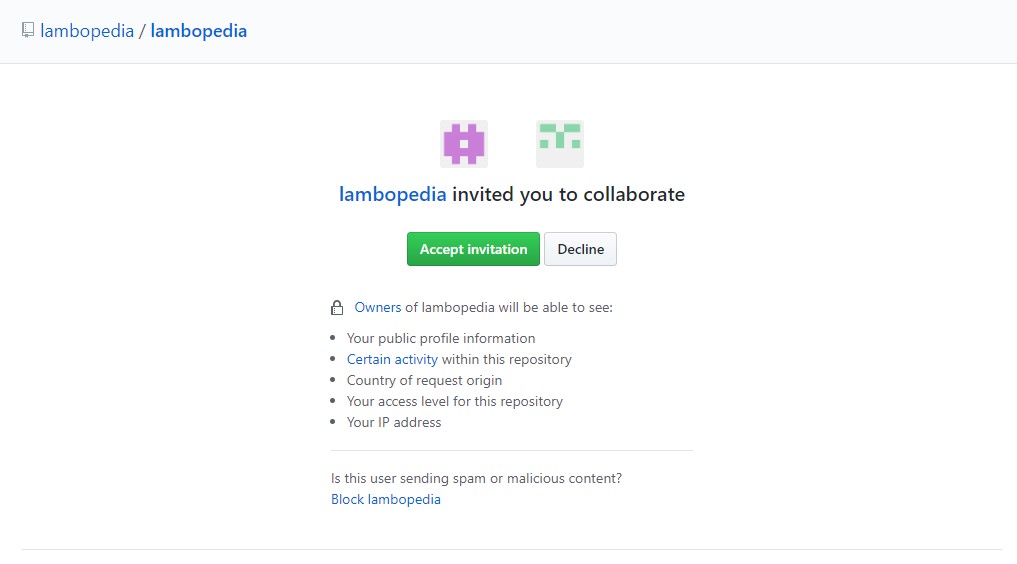 lambopedia / lambopedia
lambopedia invited you to collaborate
Accept invitation Decline
Owners of lambopedia will be able to see:
• Your public profile information
• Certain activity within this repository
• Country of request origin
• Your access level for this repository
• Your IP address
Is this user sending spam or malicious content?
Block lambopedia